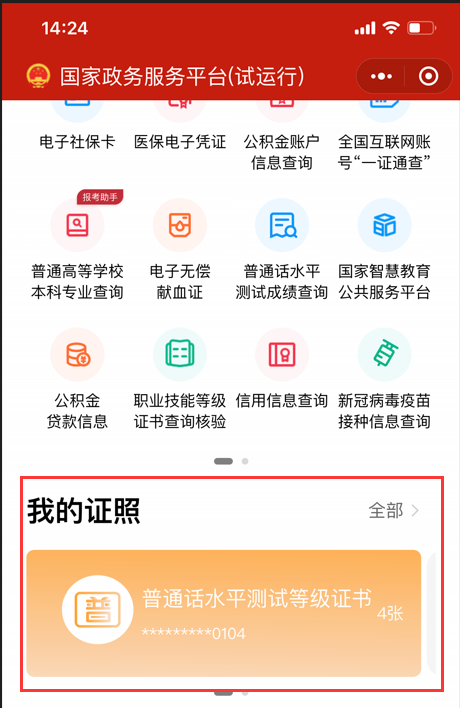 14:24
国家政务服务平台(试运行)
电子社保卡
医保电子凭证
公积金账户
信息查询
全国互联网账
号“一证通查”
报考助手
普通高等学校
本科专业查询
电子无偿
献血证
普通话水平
测试成绩查询
国家智慧教育
公共服务平台
公积金
贷款信息
职业技能等级
证书查询核验
信用信息查询
新冠病毒疫苗
接种信息查询
我的证照
全部
普
普通话水平测试等级证书
4张
*********0104